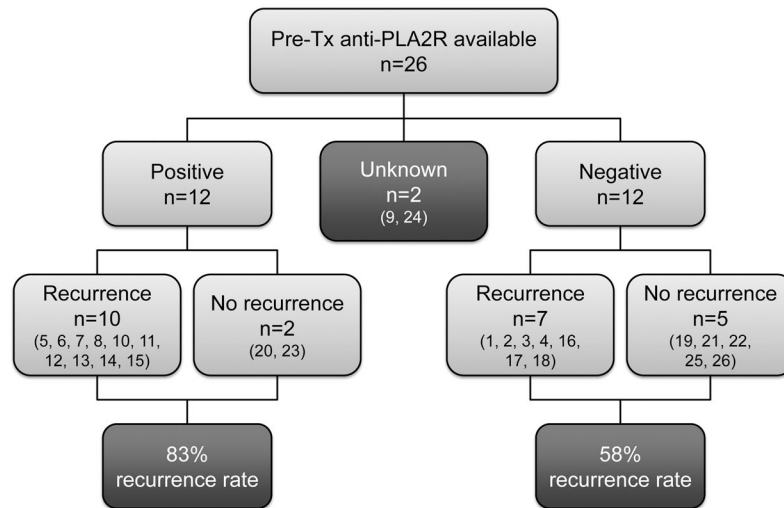 Pre-Tx anti-PLA2R available
n=26
Positive
n=12
Unknown
n=2
(9, 24)
Negative
n=12
Recurrence
n=10
(5, 6, 7, 8, 10, 11,
12, 13, 14, 15)
No recurrence
n=2
(20, 23)
Recurrence
n=7
(1, 2, 3, 4, 16,
17, 18)
No recurrence
n=5
(19, 21, 22,
25, 26)
83%
recurrence rate
58%
recurrence rate